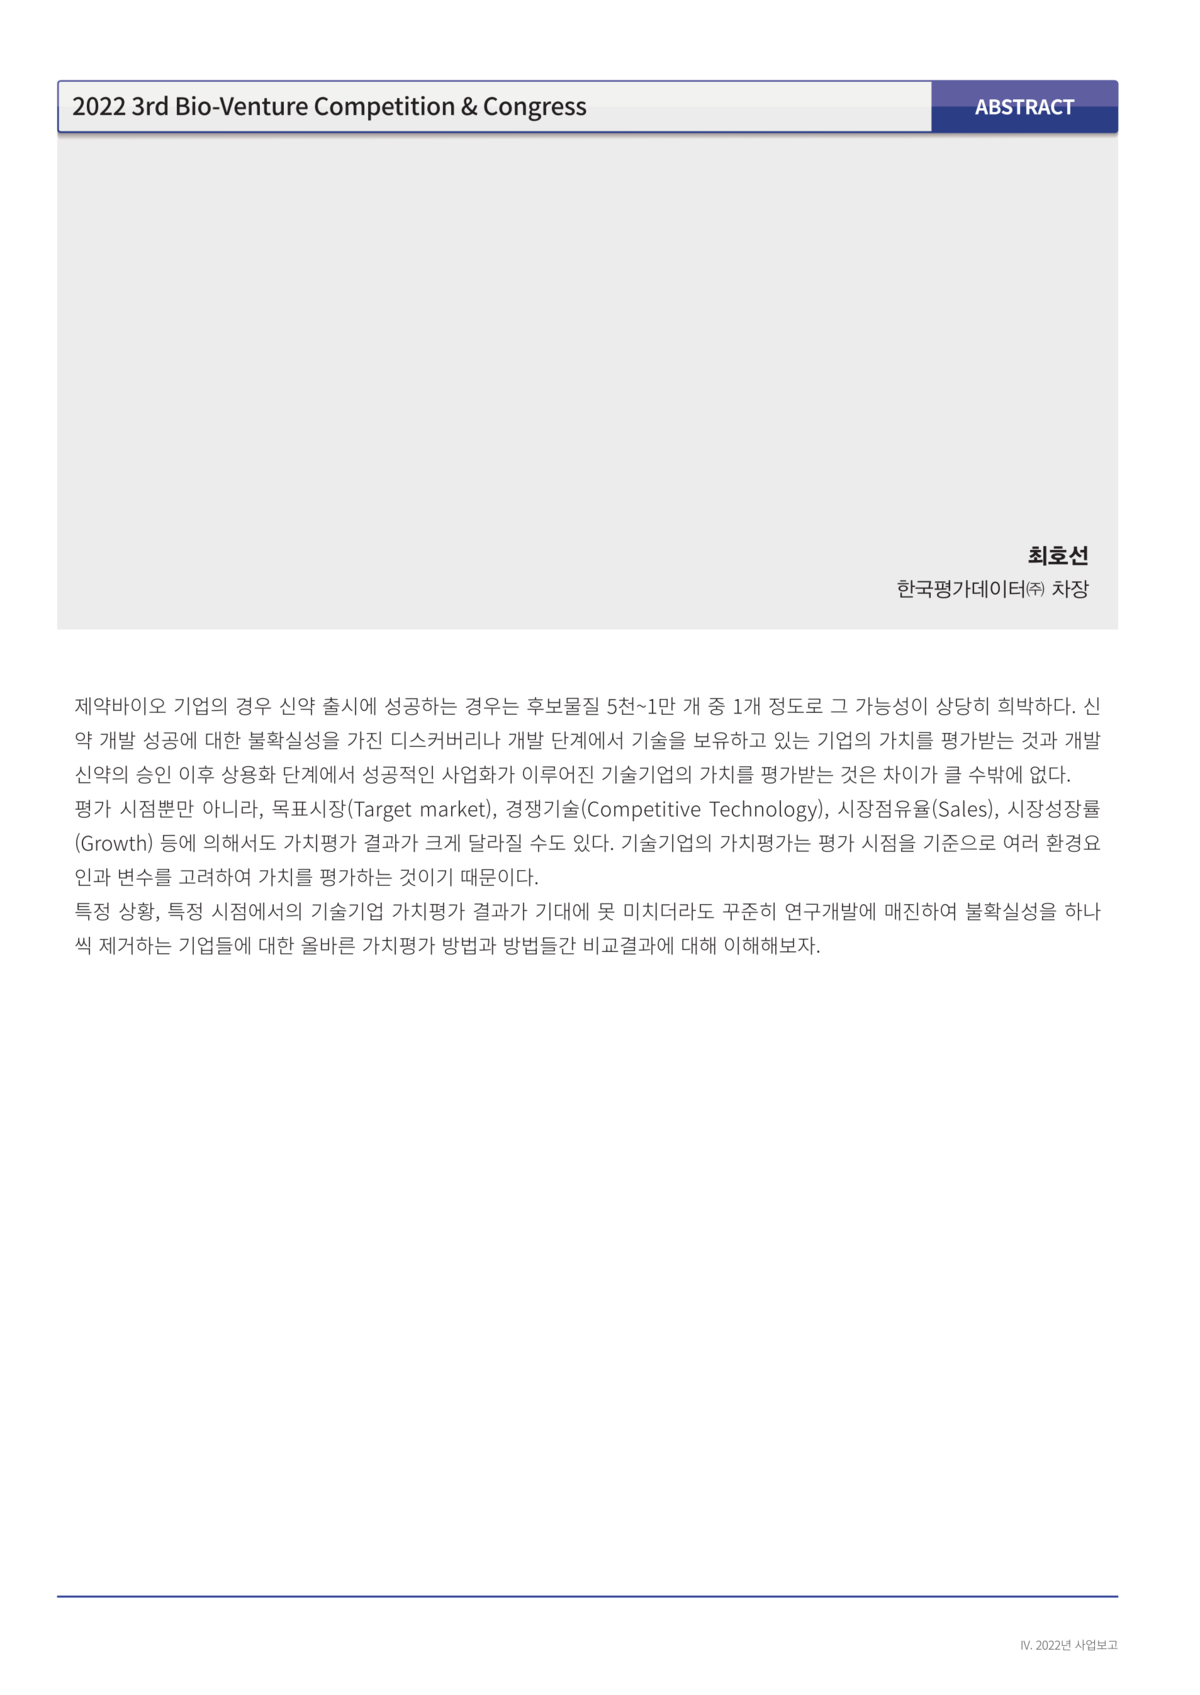 2022 3rd Bio-Venture Competition & Congress
ABSTRACT
최호선
한국평가데이터㈜ 차장
제약바이오 기업의 경우 신약 출시에 성공하는 경우는 후보물질 5천~1만 개 중 1개 정도로 그 가능성이 상당히 희박하다. 신
약 개발 성공에 대한 불확실성을 가진 디스커버리나 개발 단계에서 기술을 보유하고 있는 기업의 가치를 평가받는 것과 개발
신약의 승인 이후 상용화 단계에서 성공적인 사업화가 이루어진 기술기업의 가치를 평가받는 것은 차이가 클 수밖에 없다.
평가 시점뿐만 아니라, 목표시장(Target market), 경쟁기술(Competitive Technology), 시장점유율(Sales), 시장성장률
(Growth) 등에 의해서도 가치평가 결과가 크게 달라질 수도 있다. 기술기업의 가치평가는 평가 시점을 기준으로 여러 환경요
인과 변수를 고려하여 가치를 평가하는 것이기 때문이다.
특정 상황, 특정 시점에서의 기술기업 가치평가 결과가 기대에 못 미치더라도 꾸준히 연구개발에 매진하여 불확실성을 하나
씩 제거하는 기업들에 대한 올바른 가치평가 방법과 방법들간 비교결과에 대해 이해해보자.
Ⅳ. 2022년 사업보고